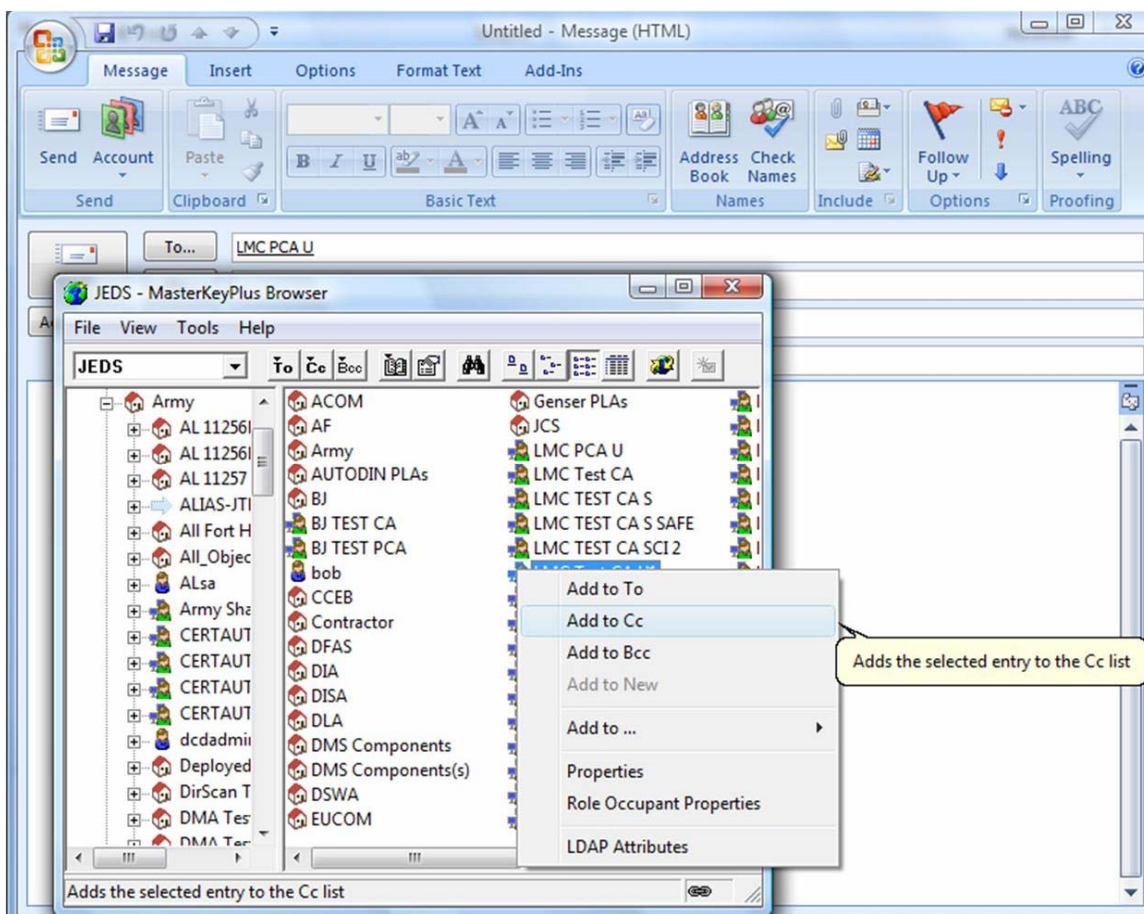 Untitled - Message (HTML)
Message Insert Options Format Text Add-Ins
Send Account Paste
B I U ab A
Address Book Check Names
Follow Up
ABC Spelling
Send Clipboard Basic Text Names Include Options Proofing
To... LMC PCA U
JEDS - MasterKeyPlus Browser
File View Tools Help
JEDS To Cc Bcc
Army
AL 11256
AL 11256
AL 11257
ALIAS-JTI
All Fort H
All_Objec
ALsa
Army Sha
CERTAUT
CERTAUT
CERTAUT
CERTAUT
dcdadmi
Deployed
DirScan T
DMA Tes
DMA Tes
ACOM
AF
Army
AUTODIN PLAs
BJ
BJ TEST CA
BJ TEST PCA
bob
CCEB
Contractor
DFAS
DIA
DISA
DLA
DMS Components
DMS Components(s)
DSWA
EUCOM
Genser PLAs
JCS
LMC PCA U
LMC Test CA
LMC TEST CA S
LMC TEST CA S SAFE
LMC TEST CA SCI 2
Add to To
Add to Cc
Add to Bcc
Add to New
Add to ...
Properties
Role Occupant Properties
LDAP Attributes
Adds the selected entry to the Cc list
Adds the selected entry to the Cc list